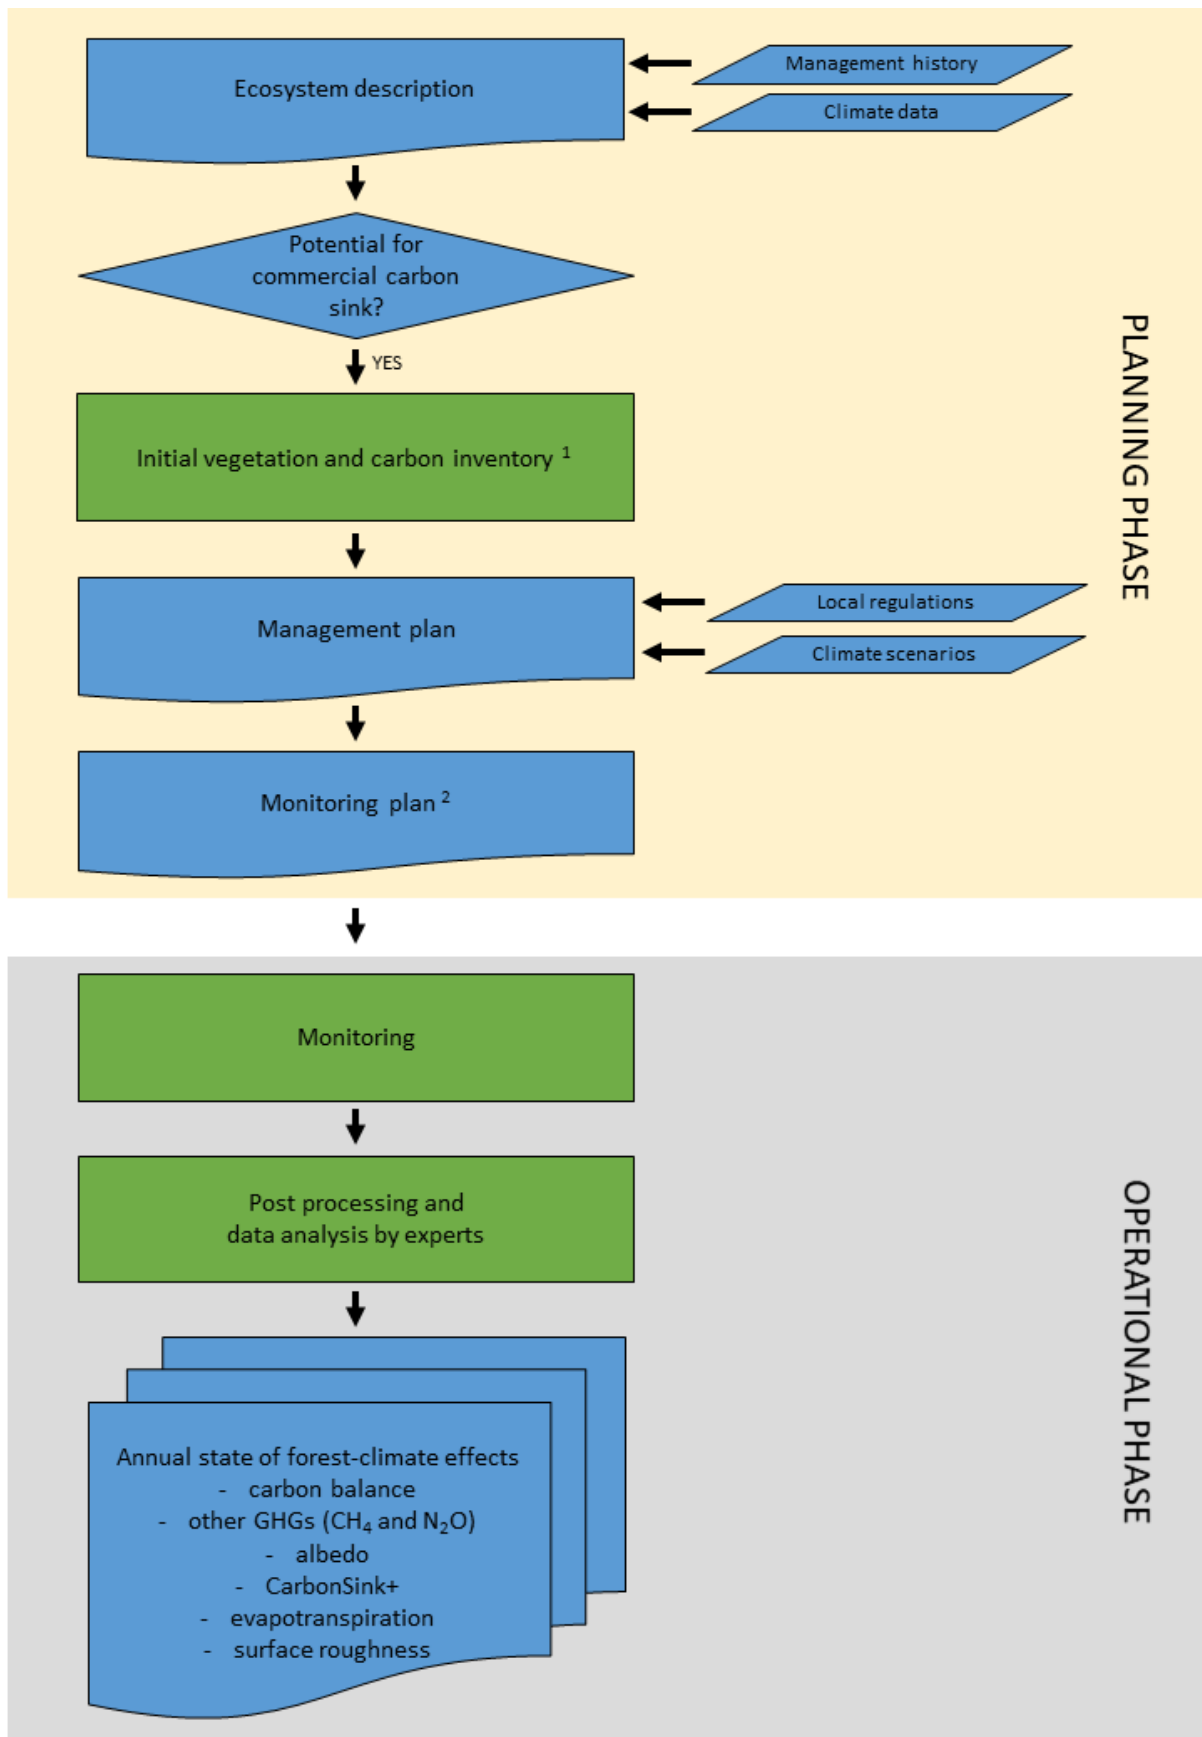 Ecosystem description
Management history
Climate data
Potential for
commercial carbon
sink?
YES
Initial vegetation and carbon inventory ¹
Management plan
Local regulations
Climate scenarios
Monitoring plan ²
PLANNING PHASE
Monitoring
Post processing and
data analysis by experts
Annual state of forest-climate effects
- carbon balance
- other GHGs (CH₄ and N₂O)
- albedo
- CarbonSink+
- evapotranspiration
- surface roughness
OPERATIONAL PHASE